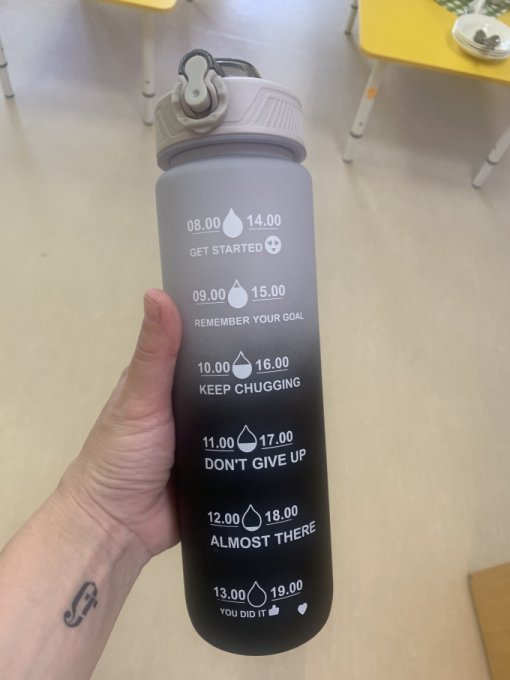 08.00 14.00
GET STARTED
09.00 15.00
REMEMBER YOUR GOAL
10.00 16.00
KEEP CHUGGING
11.00 17.00
DON'T GIVE UP
12.00 18.00
ALMOST THERE
13.00 19.00
YOU DID IT